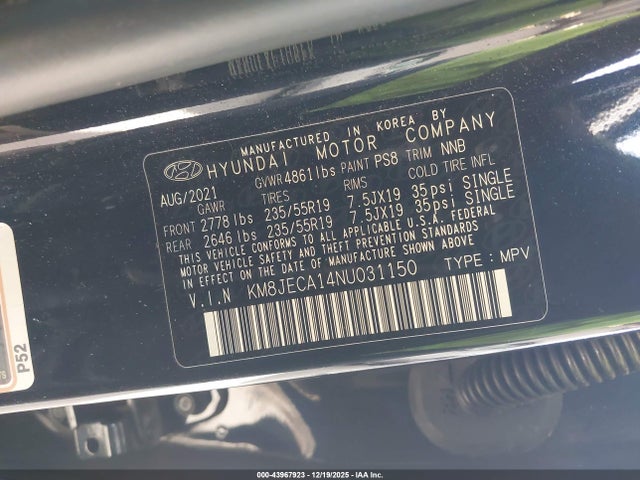 MANUFACTURED IN KOREA BY
HYUNDAI MOTOR COMPANY
AUG/2021 GVWR 4861lbs PAINT PS8 TRIM NNB
GAWR TIRES RIMS COLD TIRE INFL
FRONT 2778 lbs 235/55R19 7.5JX19 35psi SINGLE
REAR 2646 lbs 235/55R19 7.5JX19 35psi SINGLE
THIS VEHICLE CONFORMS TO ALL APPLICABLE U.S.A. FEDERAL
MOTOR VEHICLE SAFETY AND THEFT PREVENTION STANDARDS
IN EFFECT ON THE DATE OF MANUFACTURE SHOWN ABOVE
V.I.N KM8JECA14NU031150 TYPE : MPV
P52
000-43967923 - 12/19/2025 - IAA Inc.